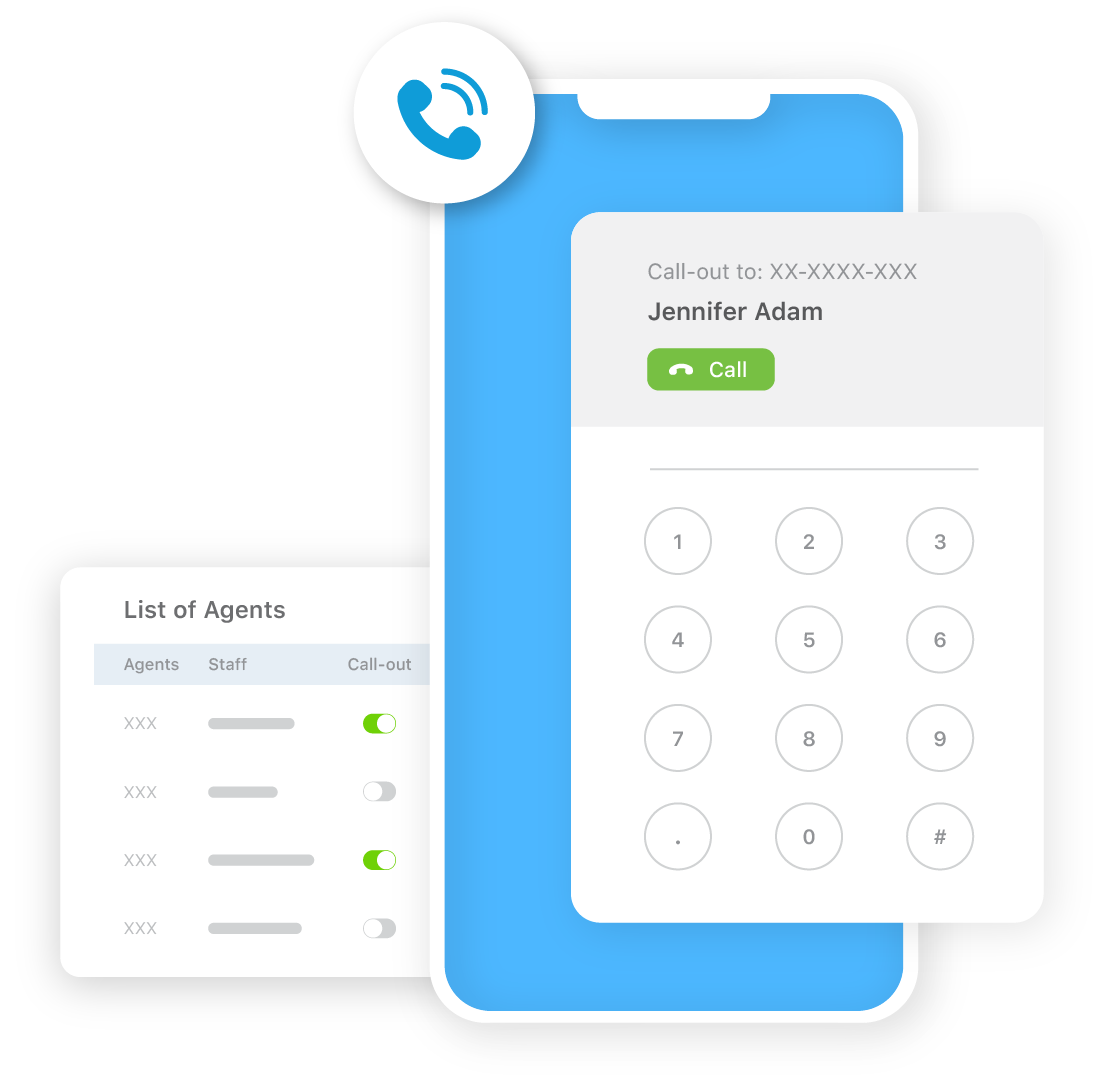 Call-out to: XX-XXXX-XXX
Jennifer Adam
Call
1 2 3
4 5 6
7 8 9
. 0 #
List of Agents
Agents Staff Call-out
XXX
XXX
XXX
XXX